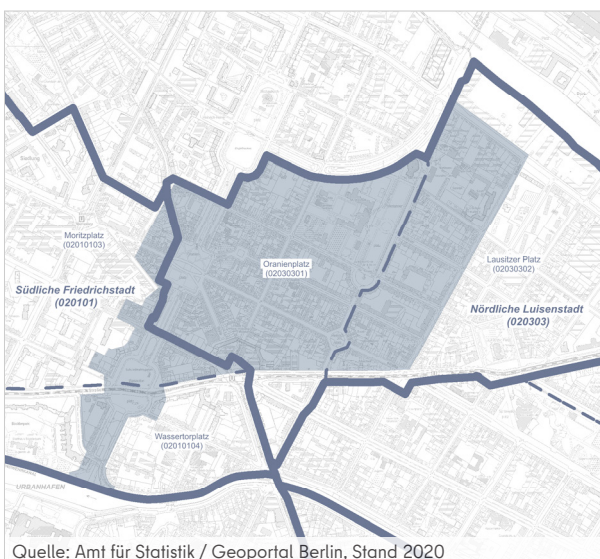 Moritzplatz
(02010103)
Südliche Friedrichstadt
(020101)
Oranienplatz
(02030301)
Lausitzer Platz
(02030302)
Nördliche Luisenstadt
(020303)
Wassertorplatz
(02010104)
URBANHAFEN
Quelle: Amt für Statistik / Geoportal Berlin, Stand 2020